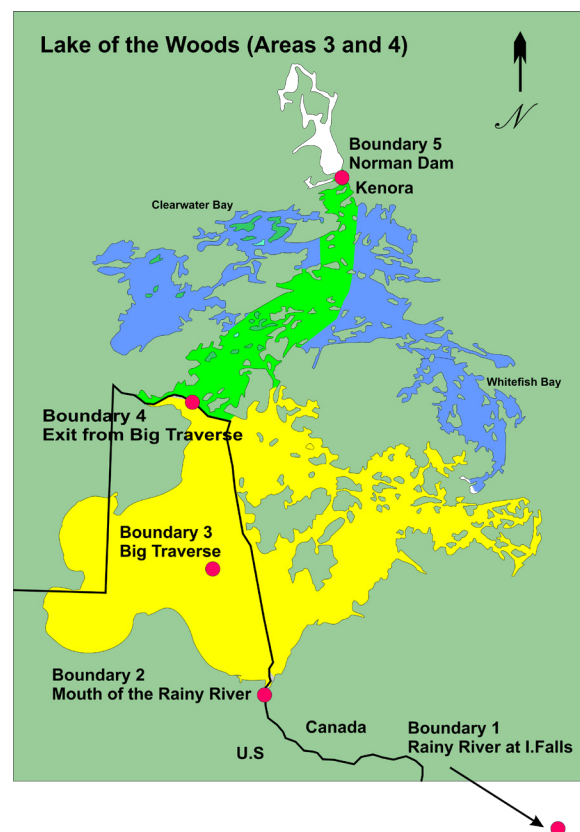 Lake of the Woods (Areas 3 and 4)
N
Boundary 5
Norman Dam
Kenora
Clearwater Bay
Whitefish Bay
Boundary 4
Exit from Big Traverse
Boundary 3
Big Traverse
Boundary 2
Mouth of the Rainy River
Canada
U.S
Boundary 1
Rainy River at I.Falls